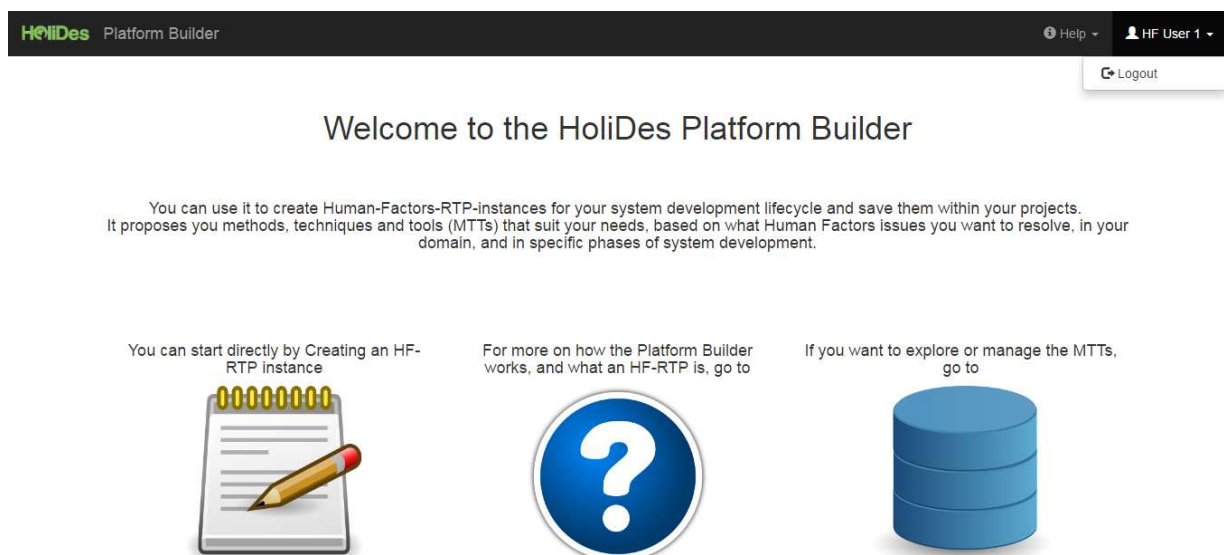 HoliDes Platform Builder
Help
HF User 1
Logout
Welcome to the HoliDes Platform Builder
You can use it to create Human-Factors-RTP-instances for your system development lifecycle and save them within your projects.
It proposes you methods, techniques and tools (MTTs) that suit your needs, based on what Human Factors issues you want to resolve, in your
domain, and in specific phases of system development.
You can start directly by Creating an HF-
RTP instance
For more on how the Platform Builder
works, and what an HF-RTP is, go to
If you want to explore or manage the MTTs,
go to